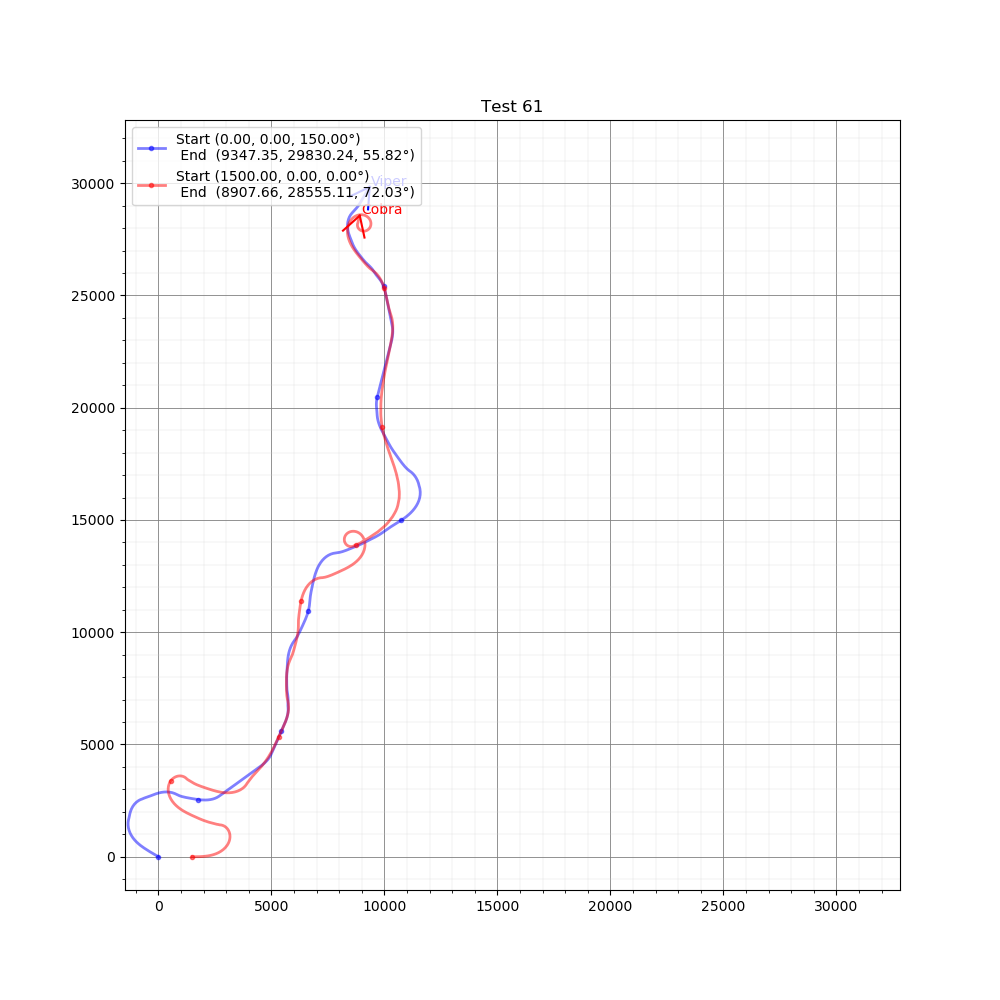 Test 61
Start (0.00, 0.00, 150.00°)
End (9347.35, 29830.24, 55.82°)
Start (1500.00, 0.00, 0.00°)
End (8907.66, 28555.11, 72.03°)
Viper
Cobra
30000
25000
20000
15000
10000
5000
0
0 5000 10000 15000 20000 25000 30000